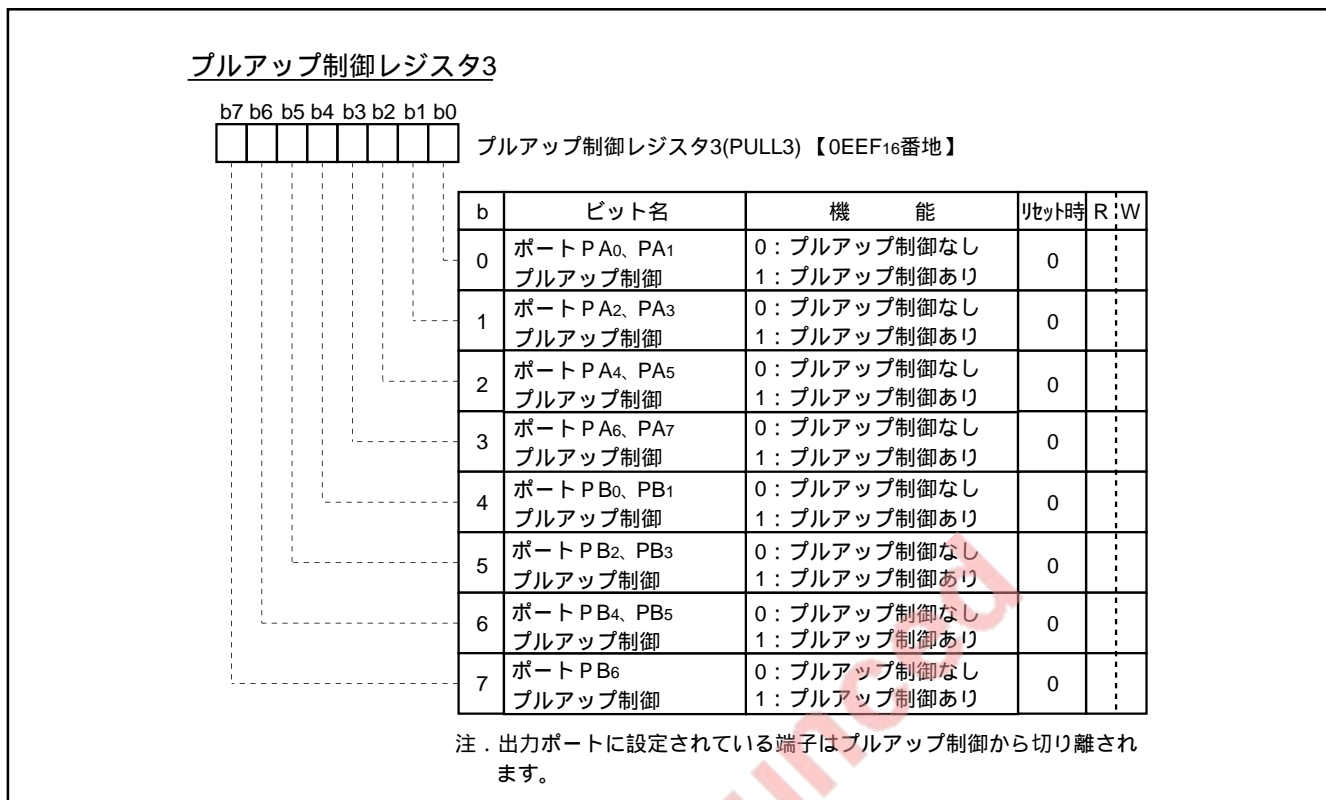 プルアップ制御レジスタ3
b7 b6 b5 b4 b3 b2 b1 b0
プルアップ制御レジスタ3(PULL3)【0EEF16番地】
b ビット名 機 能 リセット時 R W
0 ポートPA0、PA1 0:プルアップ制御なし 0
プルアップ制御 1:プルアップ制御あり
1 ポートPA2、PA3 0:プルアップ制御なし 0
プルアップ制御 1:プルアップ制御あり
2 ポートPA4、PA5 0:プルアップ制御なし 0
プルアップ制御 1:プルアップ制御あり
3 ポートPA6、PA7 0:プルアップ制御なし 0
プルアップ制御 1:プルアップ制御あり
4 ポートPB0、PB1 0:プルアップ制御なし 0
プルアップ制御 1:プルアップ制御あり
5 ポートPB2、PB3 0:プルアップ制御なし 0
プルアップ制御 1:プルアップ制御あり
6 ポートPB4、PB5 0:プルアップ制御なし 0
プルアップ制御 1:プルアップ制御あり
7 ポートPB6 0:プルアップ制御なし 0
プルアップ制御 1:プルアップ制御あり
注.出力ポートに設定されている端子はプルアップ制御から切り離され
ます。